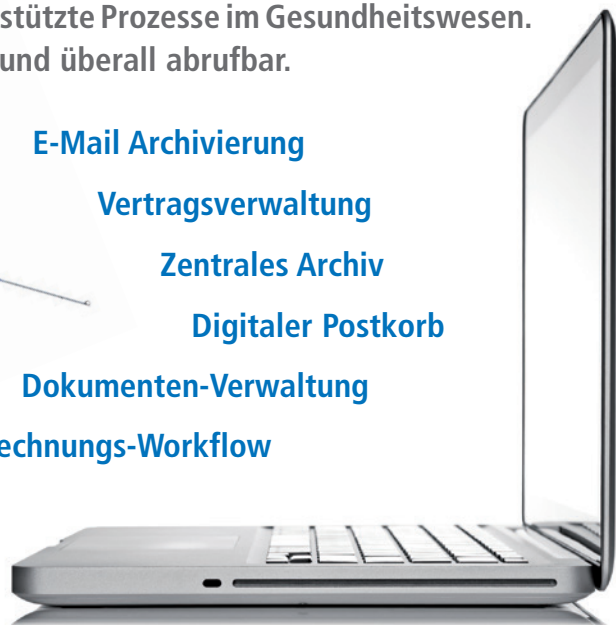 stützte Prozesse im Gesundheitswesen.
und überall abrufbar.
E-Mail Archivierung
Vertragsverwaltung
Zentrales Archiv
Digitaler Postkorb
Dokumenten-Verwaltung
echnungs-Workflow